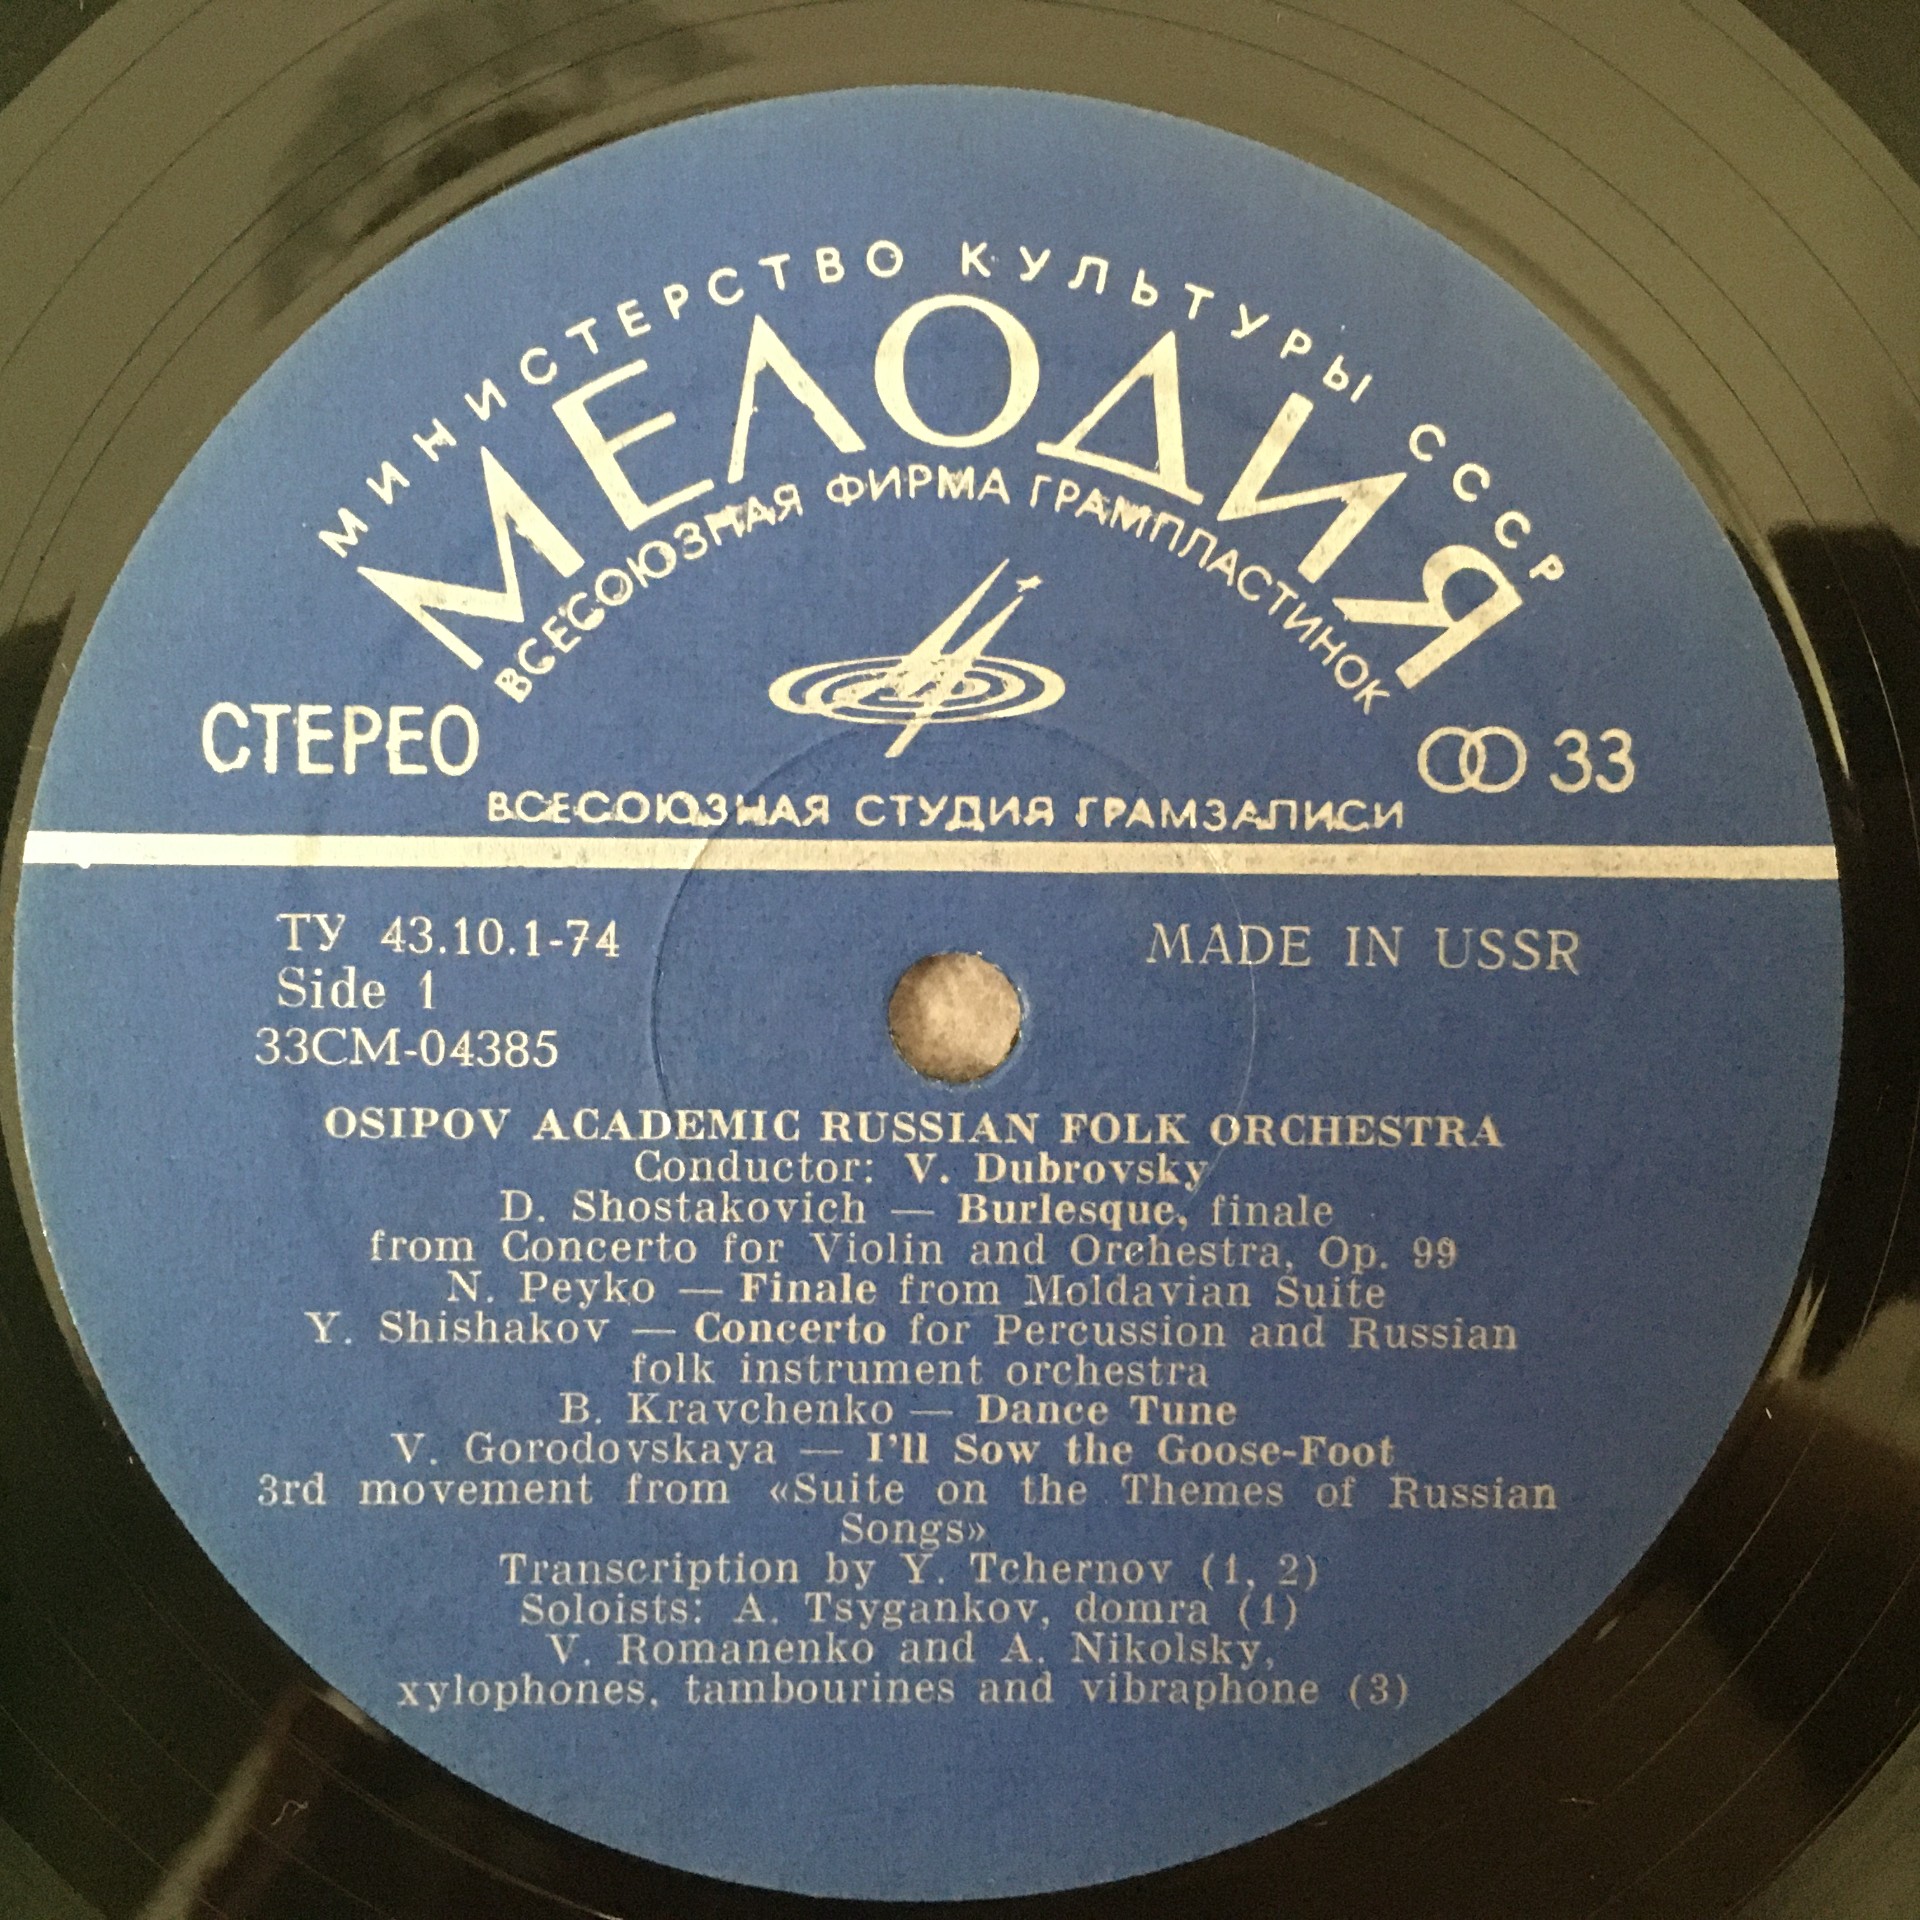 МИНИСТЕРСТВО КУЛЬТУРЫ СССР
МЕЛОДИЯ
ВСЕСОЮЗНАЯ ФИРМА ГРАМПЛАСТИНОК
СТЕРЕО
33
ВСЕСОЮЗНАЯ СТУДИЯ ГРАМЗАПИСИ
ТУ 43.10.1-74
MADE IN USSR
Side 1
33СМ-04385
OSIPOV ACADEMIC RUSSIAN FOLK ORCHESTRA
Conductor: V. Dubrovsky
D. Shostakovich — Burlesque, finale
from Concerto for Violin and Orchestra, Op. 99
N. Peyko — Finale from Moldavian Suite
Y. Shishakov — Concerto for Percussion and Russian
folk instrument orchestra
B. Kravchenko — Dance Tune
V. Gorodovskaya — I'll Sow the Goose-Foot
3rd movement from «Suite on the Themes of Russian
Songs»
Transcription by Y. Tchernov (1, 2)
Soloists: A. Tsygankov, domra (1)
V. Romanenko and A. Nikolsky,
xylophones, tambourines and vibraphone (3)